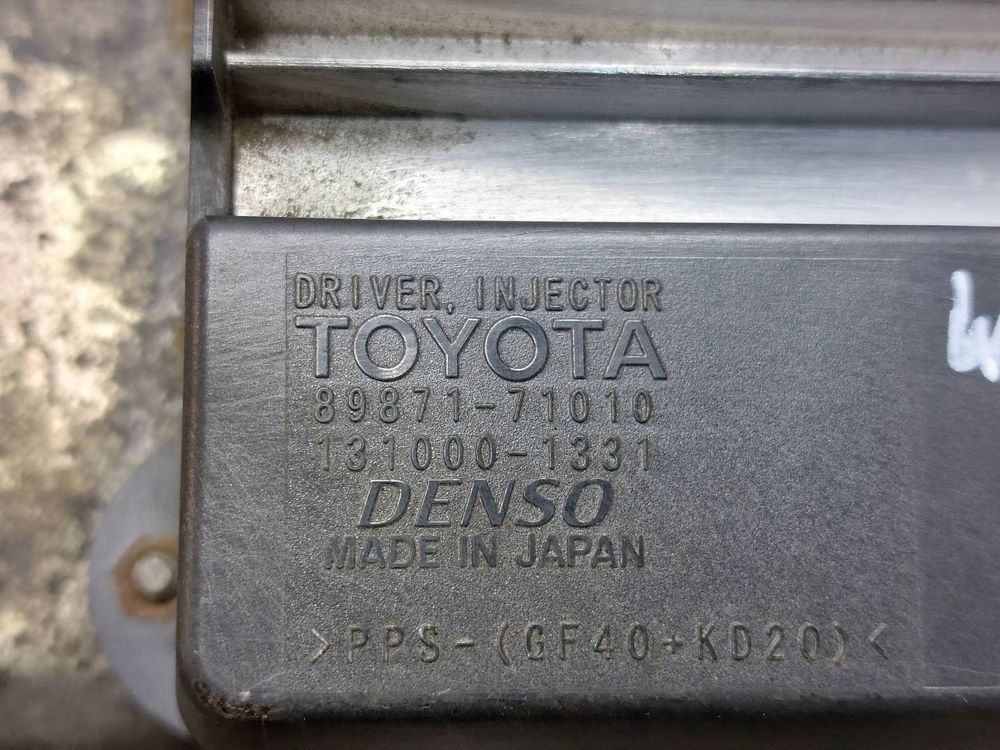 DRIVER, INJECTOR
TOYOTA
89871-71010
131000-1331
DENSO
MADE IN JAPAN
>PPS-(GF40+KD20)<